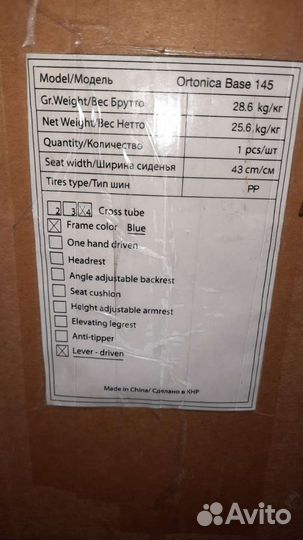 Model/Модель Ortonica Base 145
Gr.Weight/Вес Брутто 28.6 kg/кг
Net Weight/Вес Нетто 25.6 kg/кг
Quantity/Количество 1 pcs/шт
Seat width/Ширина сиденья 43 cm/см
Tires type/Тип шин PP
2 3 4 Cross tube
Frame color Blue
One hand driven
Headrest
Angle adjustable backrest
Seat cushion
Height adjustable armrest
Elevating legrest
Anti-tipper
Lever - driven
Made in China/ Сделано в КНР
Avito